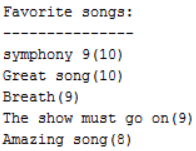 Favorite songs:
---------------
symphony 9(10)
Great song(10)
Breath(9)
The show must go on(9)
Amazing song(8)